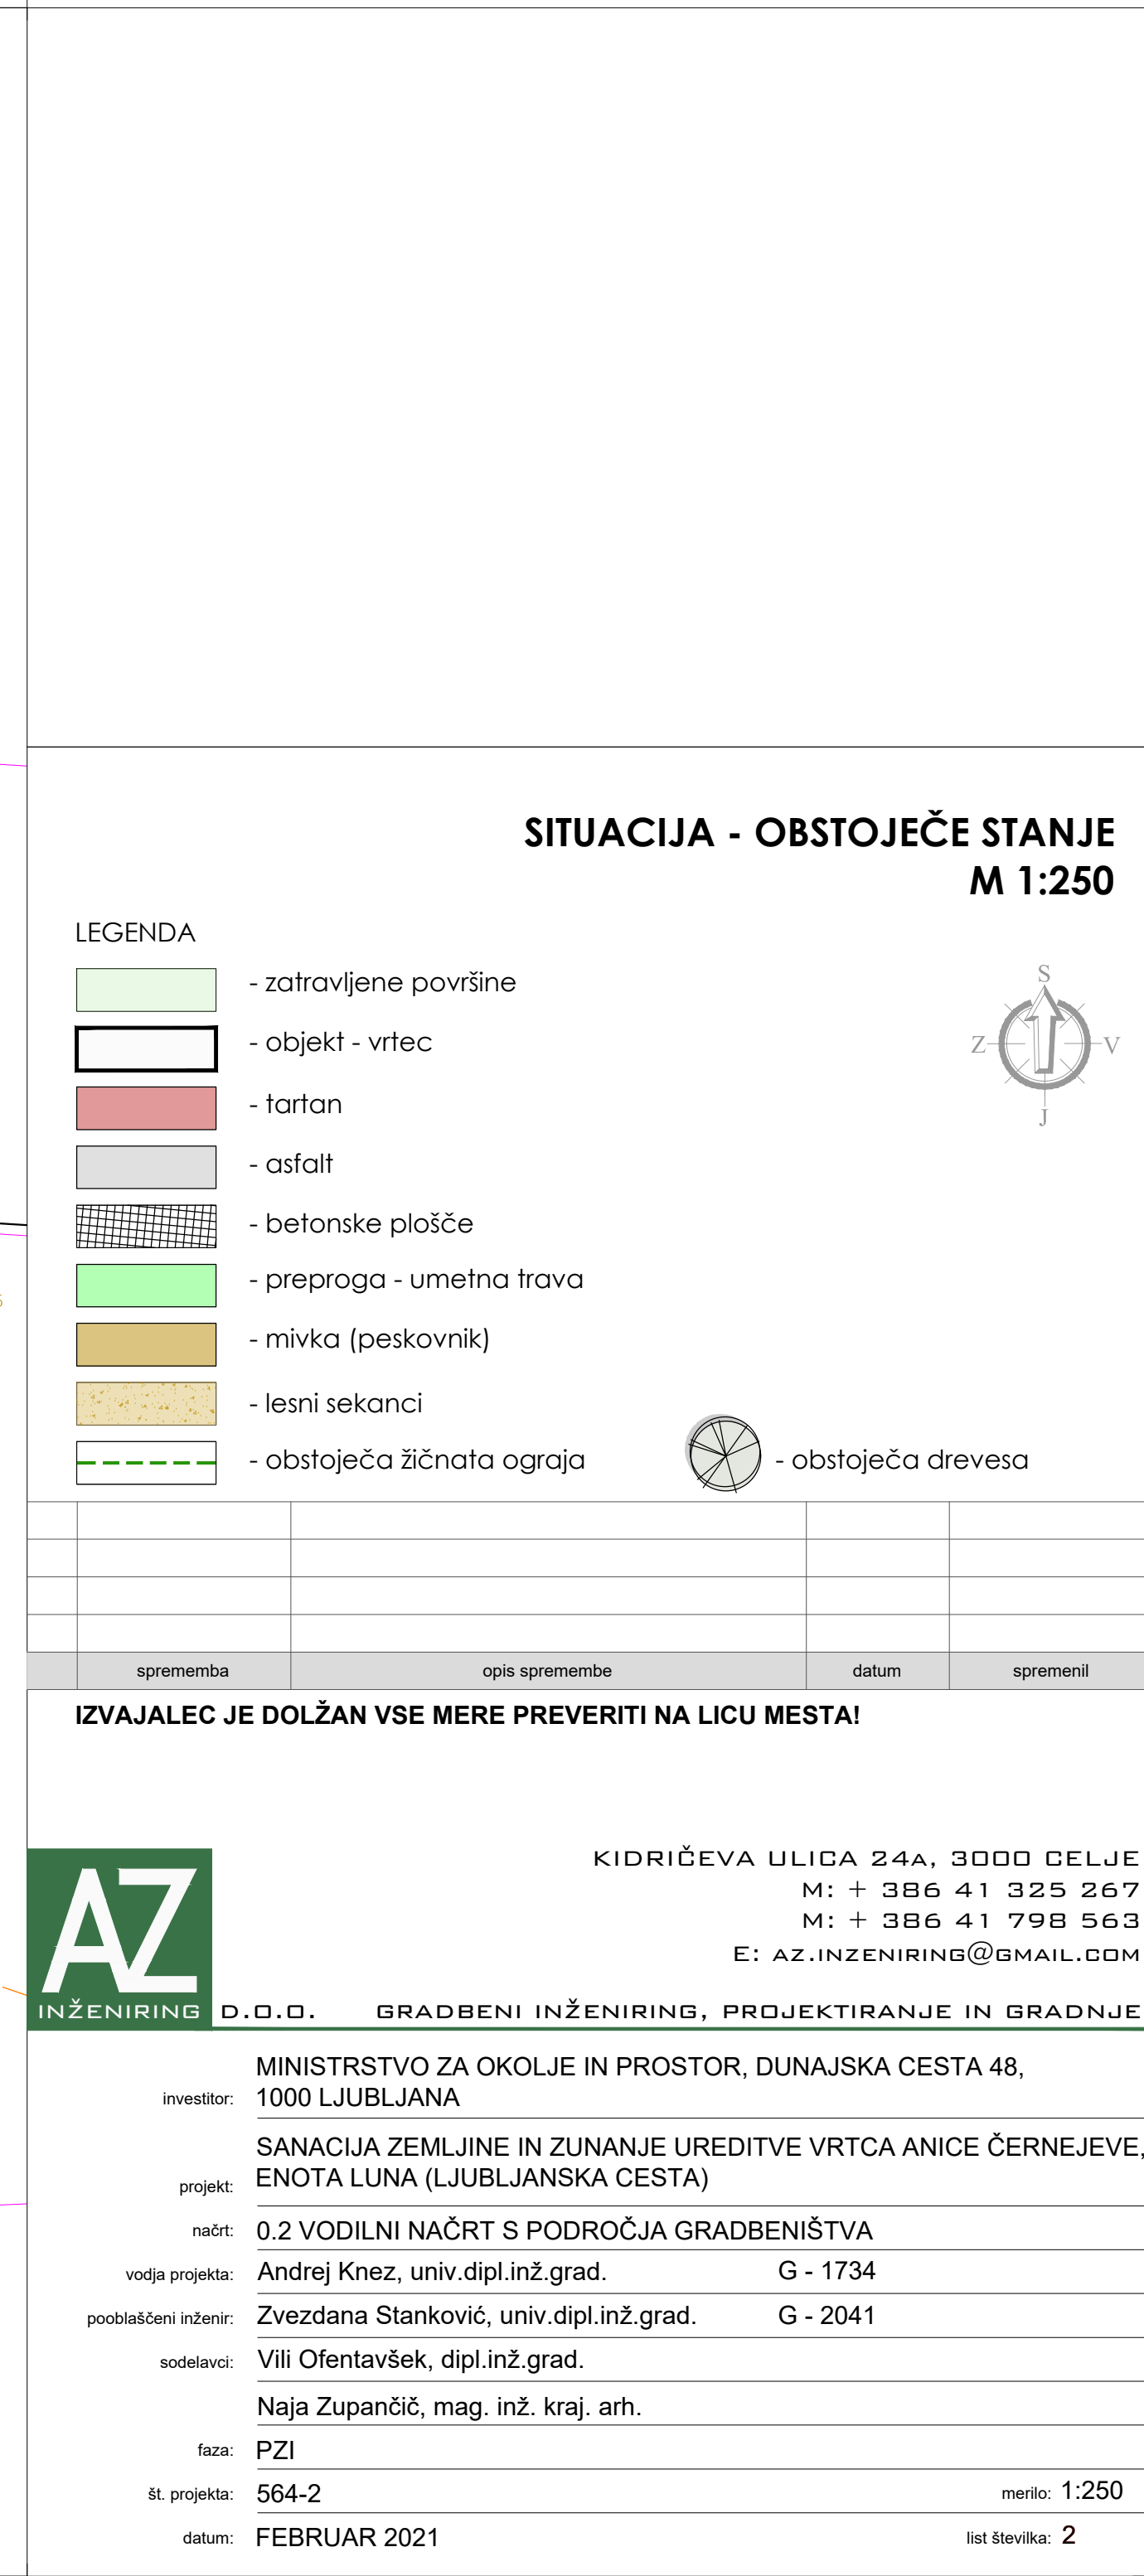 SITUACIJA - OBSTOJEČE STANJE
M 1:250
LEGENDA
- zatravljene površine
- objekt - vrtec
- tartan
- asfalt
- betonske plošče
- preproga - umetna trava
- mivka (peskovnik)
- lesni sekanci
- obstoječa žičnata ograja
- obstoječa drevesa
S
Z
V
J
sprememba opis spremembe datum spremenil
IZVAJALEC JE DOLŽAN VSE MERE PREVERITI NA LICU MESTA!
KIDRIČEVA ULICA 24A, 3000 CELJE
M: + 386 41 325 267
M: + 386 41 798 563
E: AZ.INZENIRING@GMAIL.COM
AZ
INŽENIRING D.O.O. GRADBENI INŽENIRING, PROJEKTIRANJE IN GRADNJE
MINISTRSTVO ZA OKOLJE IN PROSTOR, DUNAJSKA CESTA 48,
investitor: 1000 LJUBLJANA
SANACIJA ZEMLJINE IN ZUNANJE UREDITVE VRTCA ANICE ČERNEJEVE,
projekt: ENOTA LUNA (LJUBLJANSKA CESTA)
načrt: 0.2 VODILNI NAČRT S PODROČJA GRADBENIŠTVA
vodja projekta: Andrej Knez, univ.dipl.inž.grad. G - 1734
pooblaščeni inženir: Zvezdana Stanković, univ.dipl.inž.grad. G - 2041
sodelavci: Vili Ofentavšek, dipl.inž.grad.
Naja Zupančič, mag. inž. kraj. arh.
faza: PZI
št. projekta: 564-2 merilo: 1:250
datum: FEBRUAR 2021 list številka: 2